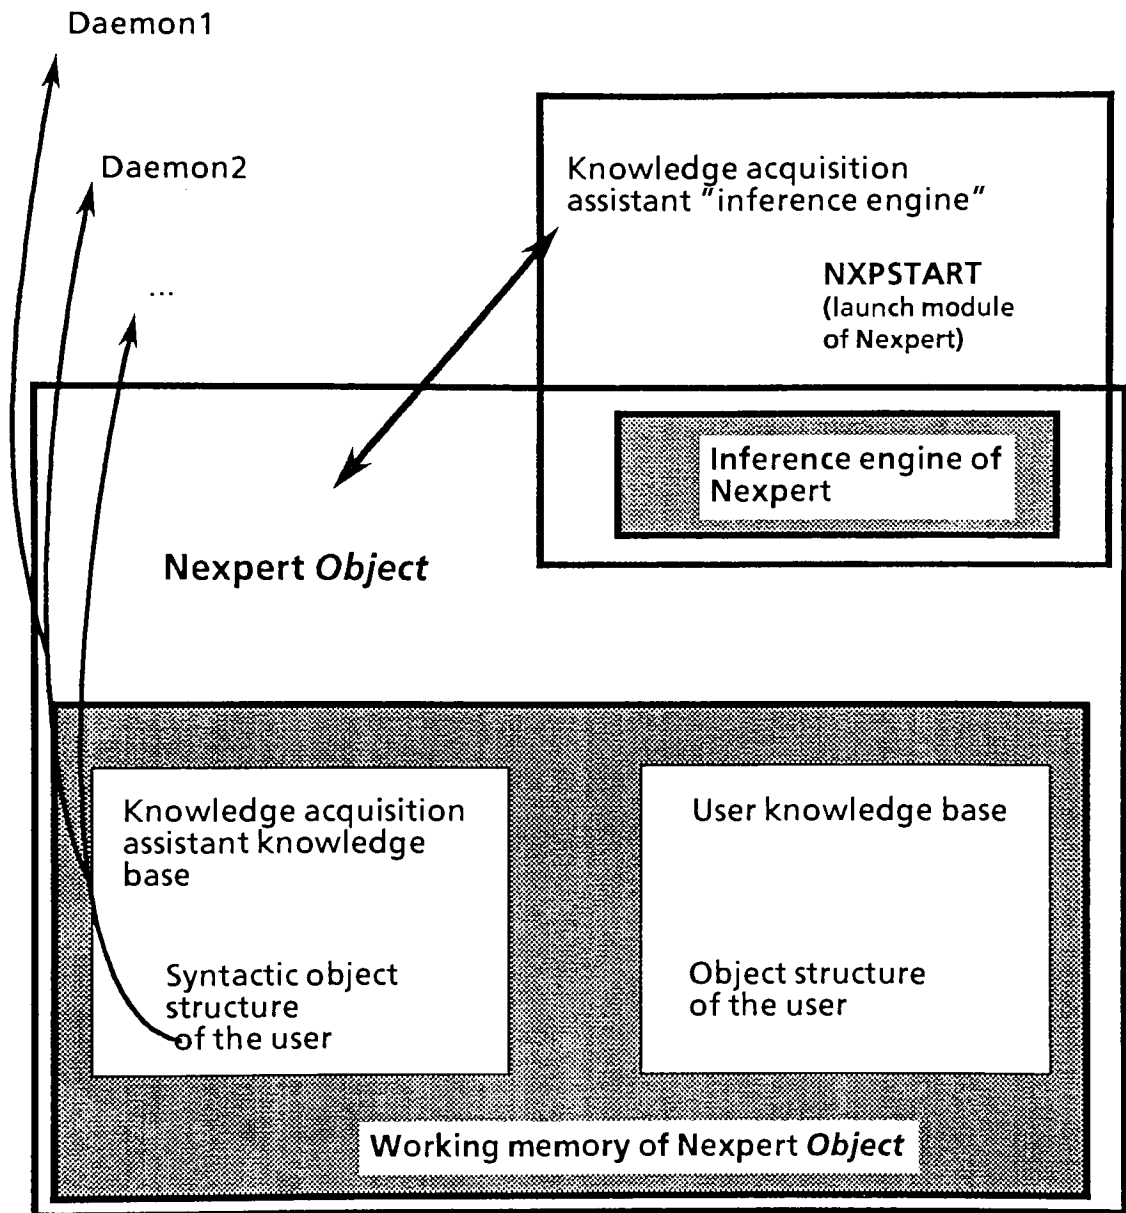 Daemon1
Daemon2
...
Knowledge acquisition
assistant "inference engine"
NXPSTART
(launch module
of Nexpert)
Inference engine of
Nexpert
Nexpert Object
Knowledge acquisition
assistant knowledge
base
Syntactic object
structure
of the user
User knowledge base
Object structure
of the user
Working memory of Nexpert Object